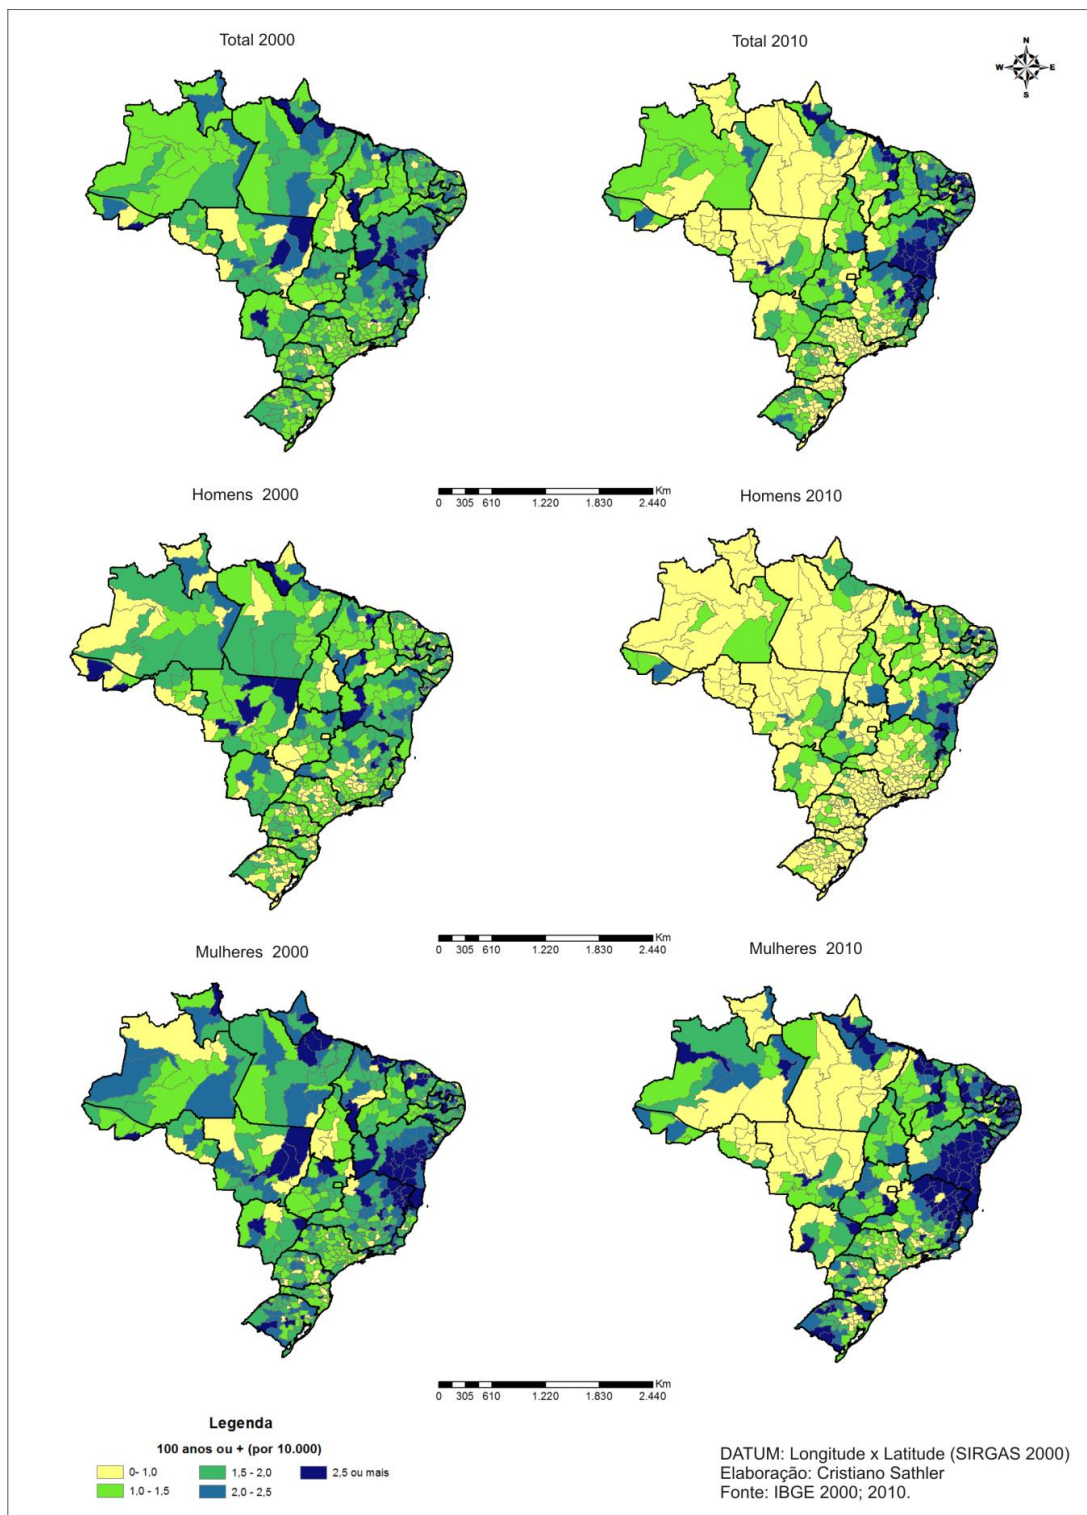 Total 2000
Total 2010
N
W E
S
Km
0 305 610 1.220 1.830 2.440
Homens 2000
Homens 2010
Km
0 305 610 1.220 1.830 2.440
Mulheres 2000
Mulheres 2010
Km
0 305 610 1.220 1.830 2.440
Legenda
100 anos ou + (por 10.000)
0- 1,0
1,5 - 2,0
2,5 ou mais
1,0 - 1,5
2,0 - 2,5
DATUM: Longitude x Latitude (SIRGAS 2000)
Elaboração: Cristiano Sathler
Fonte: IBGE 2000; 2010.